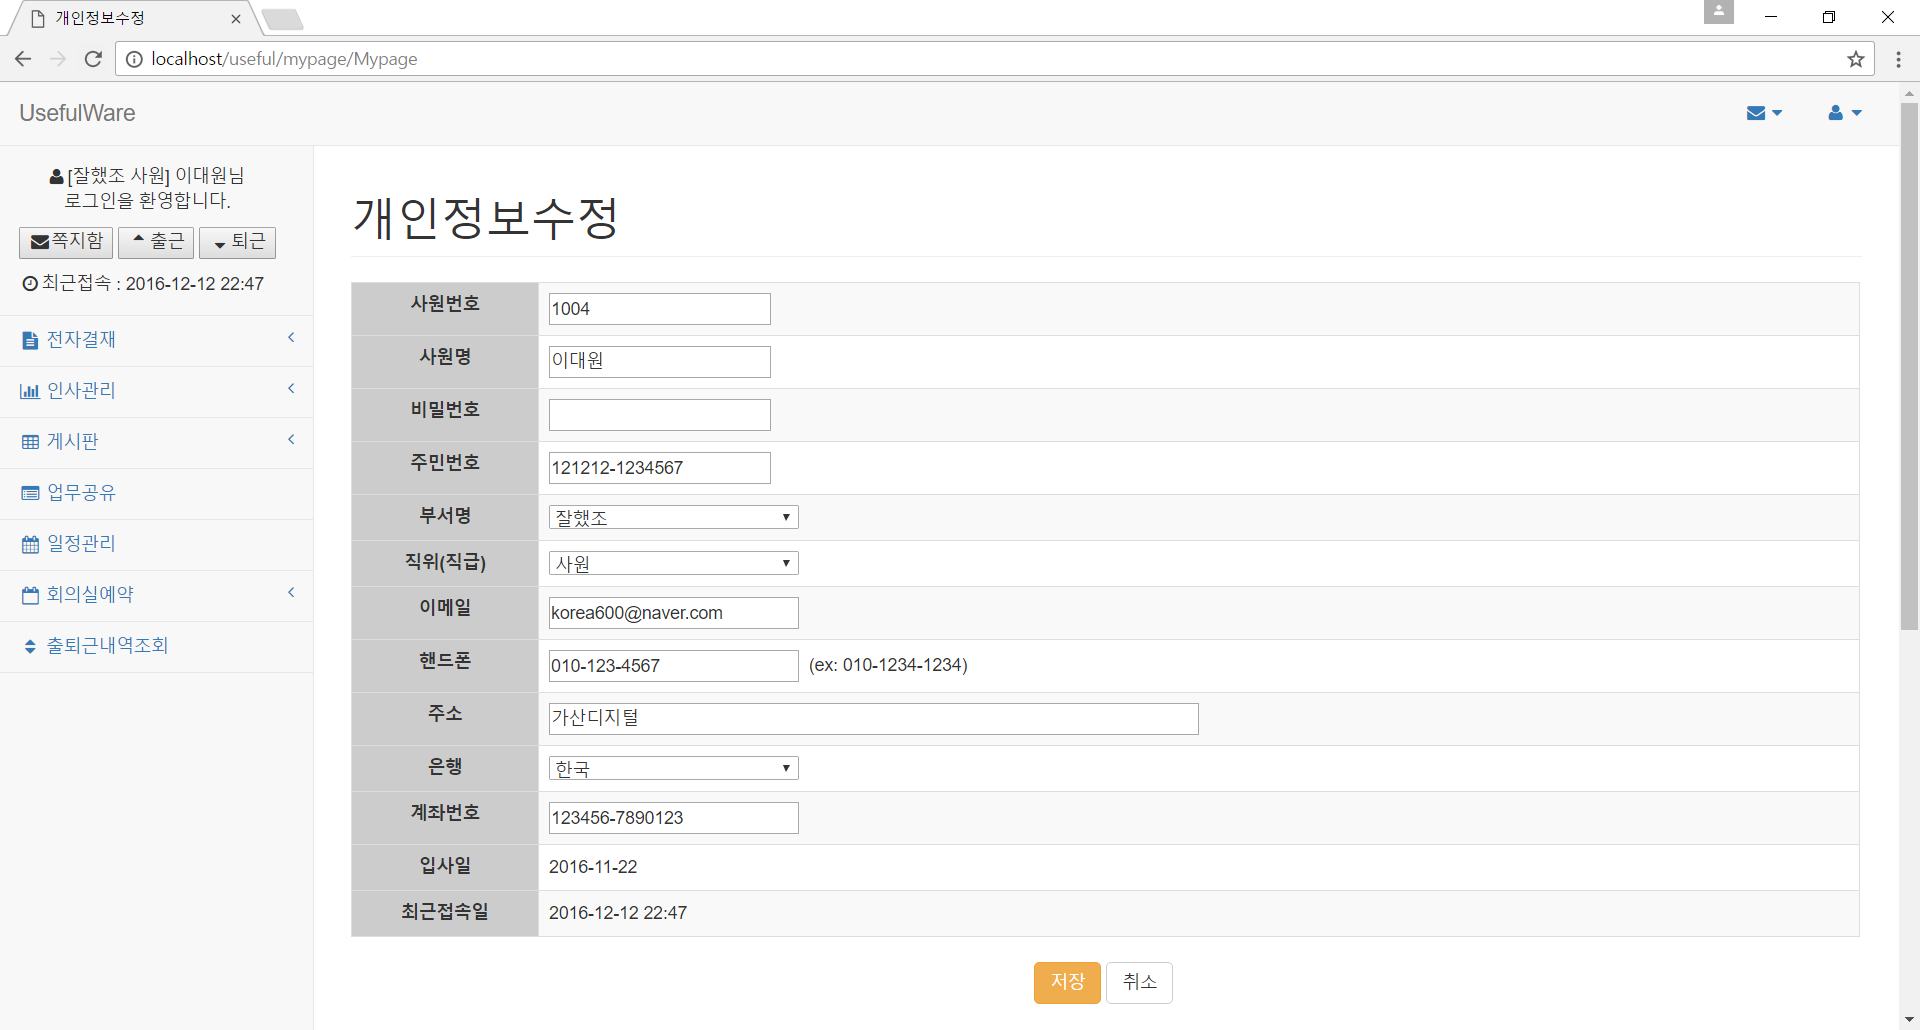 개인정보수정
localhost/useful/mypage/Mypage
UsefulWare
[잘했조 사원] 이대원님
로그인을 환영합니다.
쪽지함 출근 퇴근
최근접속 : 2016-12-12 22:47
전자결재
인사관리
게시판
업무공유
일정관리
회의실예약
출퇴근내역조회
개인정보수정
사원번호 1004
사원명 이대원
비밀번호
주민번호 121212-1234567
부서명 잘했조
직위(직급) 사원
이메일 korea600@naver.com
핸드폰 010-123-4567 (ex: 010-1234-1234)
주소 가산디지털
은행 한국
계좌번호 123456-7890123
입사일 2016-11-22
최근접속일 2016-12-12 22:47
저장 취소